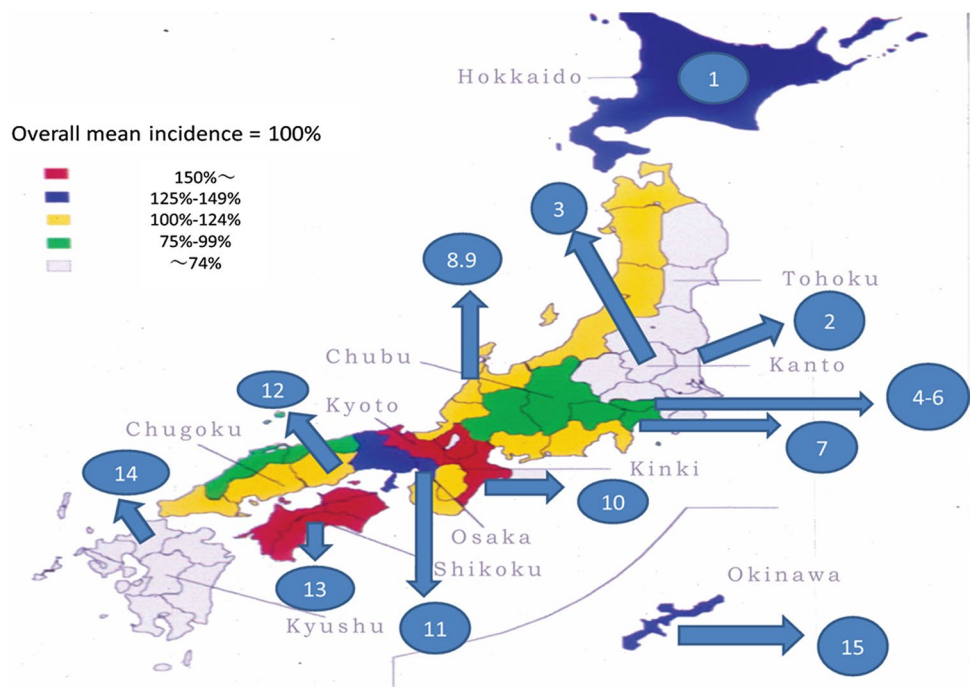 Hokkaido
1
Overall mean incidence = 100%
150%～
125%-149%
100%-124%
75%-99%
～74%
3
8.9
Tohoku
2
Chubu
Kanto
12
Kyoto
4-6
Chugoku
7
14
Kinki
10
Osaka
Shikoku
13
Okinawa
Kyushu
11
15